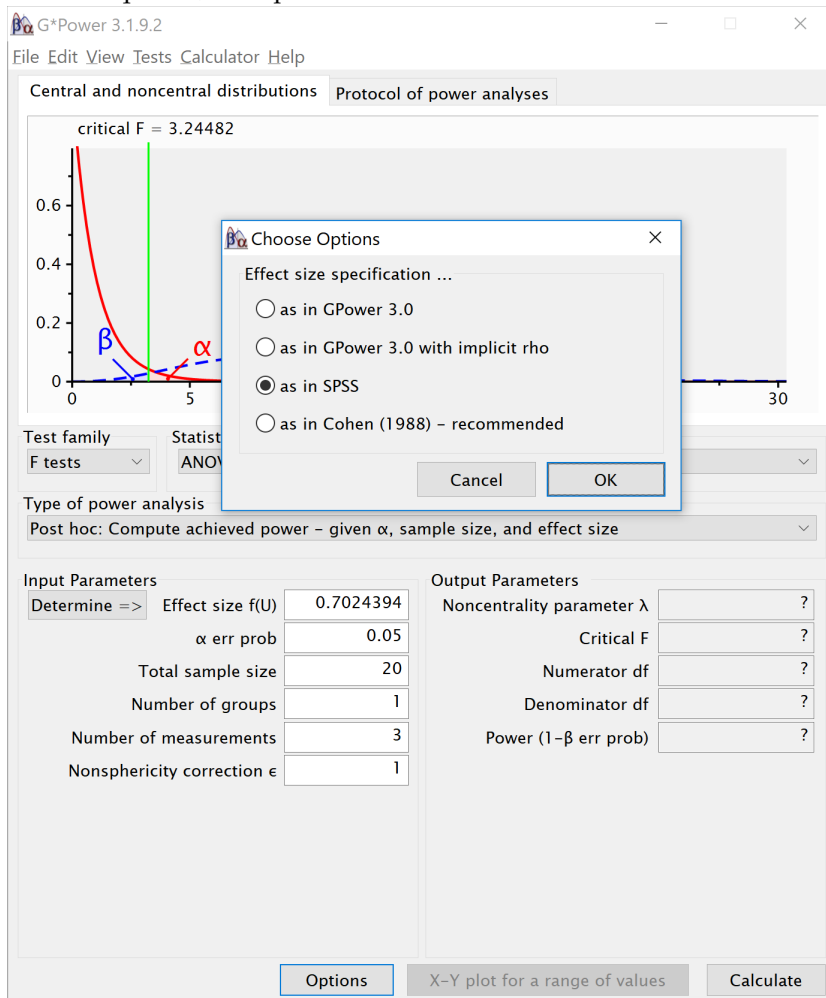 G*Power 3.1.9.2
File Edit View Tests Calculator Help
Central and noncentral distributions Protocol of power analyses
critical F = 3.24482
0.6
0.4
0.2
0
β
α
0 5 30
Choose Options
Effect size specification ...
as in GPower 3.0
as in GPower 3.0 with implicit rho
as in SPSS
as in Cohen (1988) – recommended
Cancel OK
Test family Statist
F tests ANOV
Type of power analysis
Post hoc: Compute achieved power – given α, sample size, and effect size
Input Parameters Output Parameters
Determine => Effect size f(U) 0.7024394 Noncentrality parameter λ ?
α err prob 0.05 Critical F ?
Total sample size 20 Numerator df ?
Number of groups 1 Denominator df ?
Number of measurements 3 Power (1–β err prob) ?
Nonsphericity correction ϵ 1
Options X–Y plot for a range of values Calculate